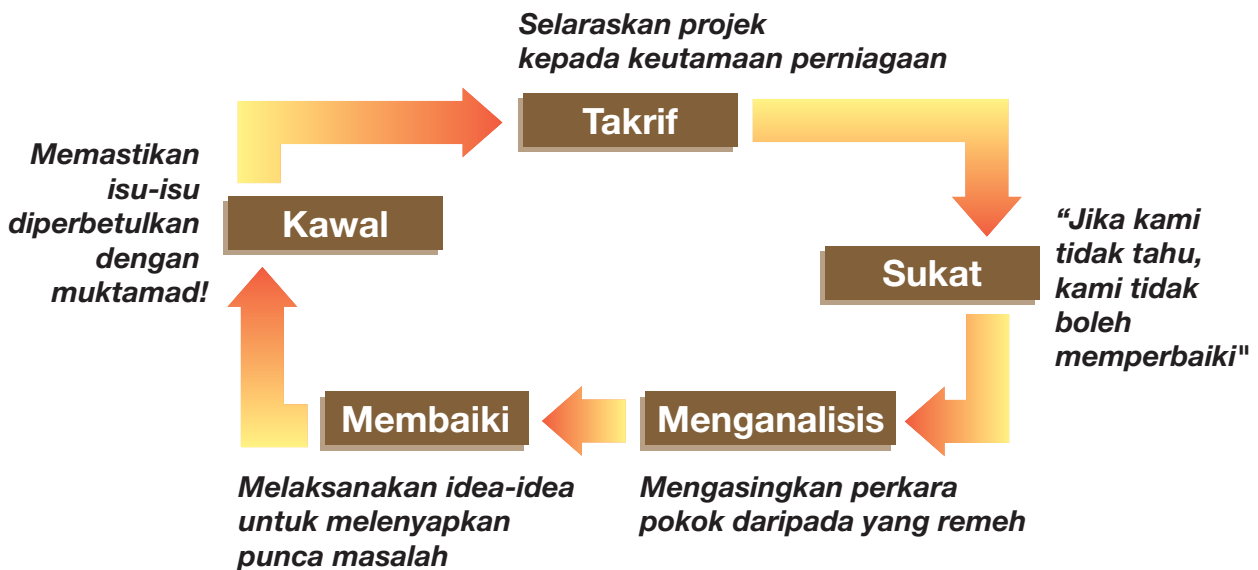 Selaraskan projek
kepada keutamaan perniagaan
Takrif
Memastikan
isu-isu
diperbetulkan
dengan
muktamad!
Kawal
Sukat
“Jika kami
tidak tahu,
kami tidak
boleh
memperbaiki"
Membaiki
Menganalisis
Melaksanakan idea-idea
untuk melenyapkan
punca masalah
Mengasingkan perkara
pokok daripada yang remeh